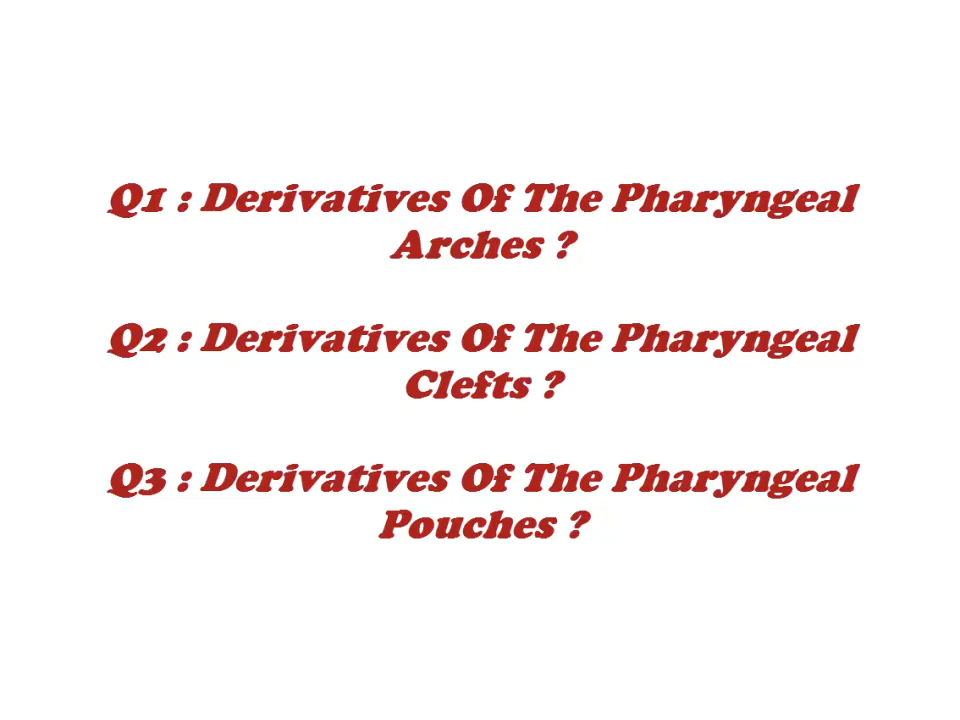 Q1 : Derivatives Of The Pharyngeal
Arches ?
Q2 : Derivatives Of The Pharyngeal
Clefts ?
Q3 : Derivatives Of The Pharyngeal
Pouches ?